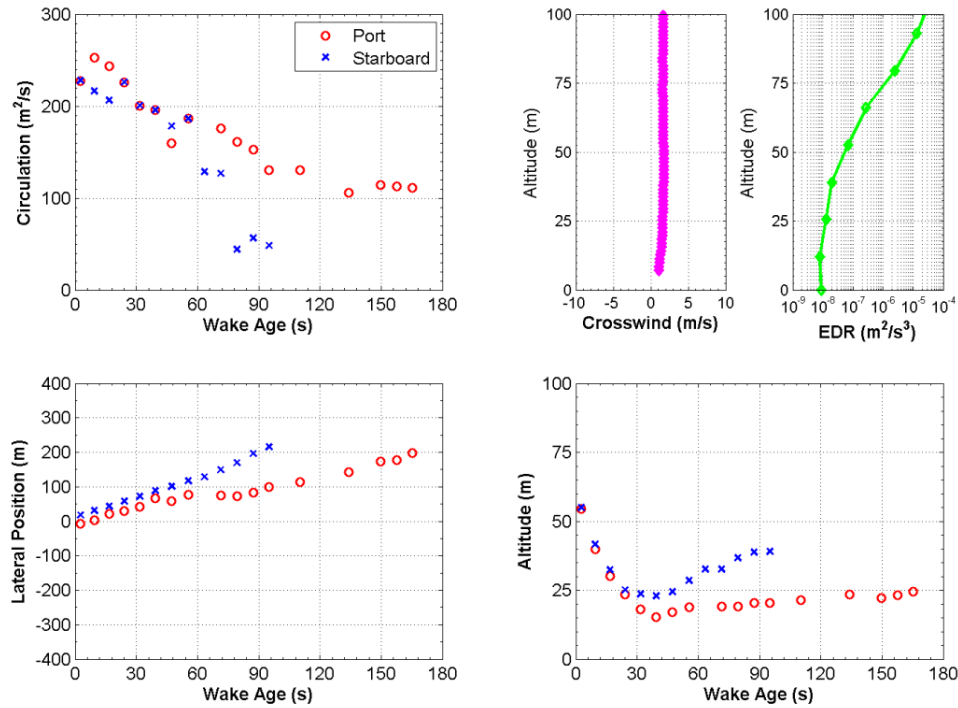 Circulation (m²/s)
300
200
100
0
0 30 60 90 120 150 180
Wake Age (s)
Port
Starboard
Altitude (m)
100
75
50
25
0
-10 -5 0 5 10
Crosswind (m/s)
Altitude (m)
100
75
50
25
0
10⁻⁹ 10⁻⁸ 10⁻⁷ 10⁻⁶ 10⁻⁵ 10⁻⁴
EDR (m²/s³)
Lateral Position (m)
400
300
200
100
0
-100
-200
-300
-400
0 30 60 90 120 150 180
Wake Age (s)
Altitude (m)
100
75
50
25
0
0 30 60 90 120 150 180
Wake Age (s)